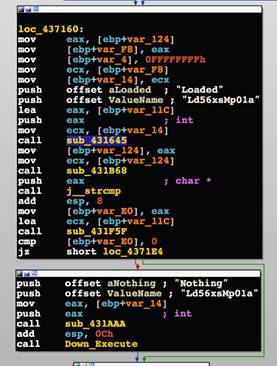 loc_437160:
mov eax, [ebp+var_124]
mov [ebp+var_F8], eax
mov [ebp+var_4], 0FFFFFFFFh
mov ecx, [ebp+var_F8]
mov [ebp+var_14], ecx
push offset aLoaded ; "Loaded"
push offset ValueName ; "Ld56xsMp01a"
lea eax, [ebp+var_11C]
push eax ; int
mov ecx, [ebp+var_14]
call sub_431645
mov [ebp+var_124], eax
mov ecx, [ebp+var_124]
call sub_431B68
push eax ; char *
call j__strcmp
add esp, 8
mov [ebp+var_E0], eax
lea ecx, [ebp+var_11C]
call sub_431F5F
cmp [ebp+var_E0], 0
jz short loc_4371E4
push offset aNothing ; "Nothing"
push offset ValueName ; "Ld56xsMp01a"
mov eax, [ebp+var_14]
push eax ; int
call sub_431AAA
add esp, 0Ch
call Down_Execute